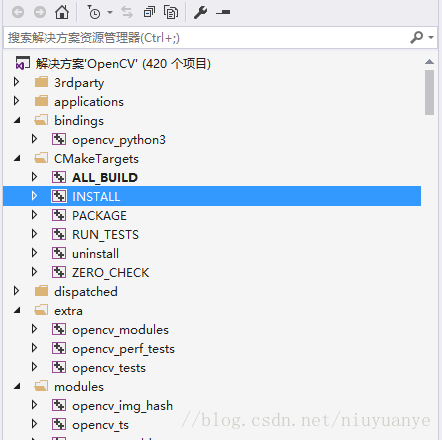 搜索解决方案资源管理器(Ctrl+;)
解决方案'OpenCV' (420 个项目)
3rdparty
applications
bindings
opencv_python3
CMakeTargets
ALL_BUILD
INSTALL
PACKAGE
RUN_TESTS
uninstall
ZERO_CHECK
dispatched
extra
opencv_modules
opencv_perf_tests
opencv_tests
modules
opencv_img_hash
opencv_ts
//blog.csdn.net/niuyuanye